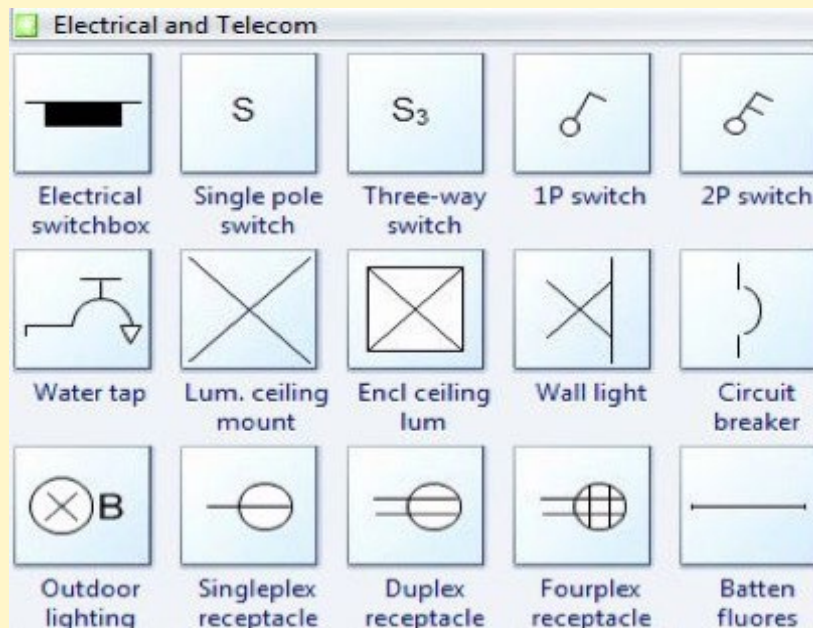 Electrical and Telecom
S
S₃
Electrical switchbox
Single pole switch
Three-way switch
1P switch
2P switch
Water tap
Lum. ceiling mount
Encl ceiling lum
Wall light
Circuit breaker
B
Outdoor lighting
Singleplex receptacle
Duplex receptacle
Fourplex receptacle
Batten fluores